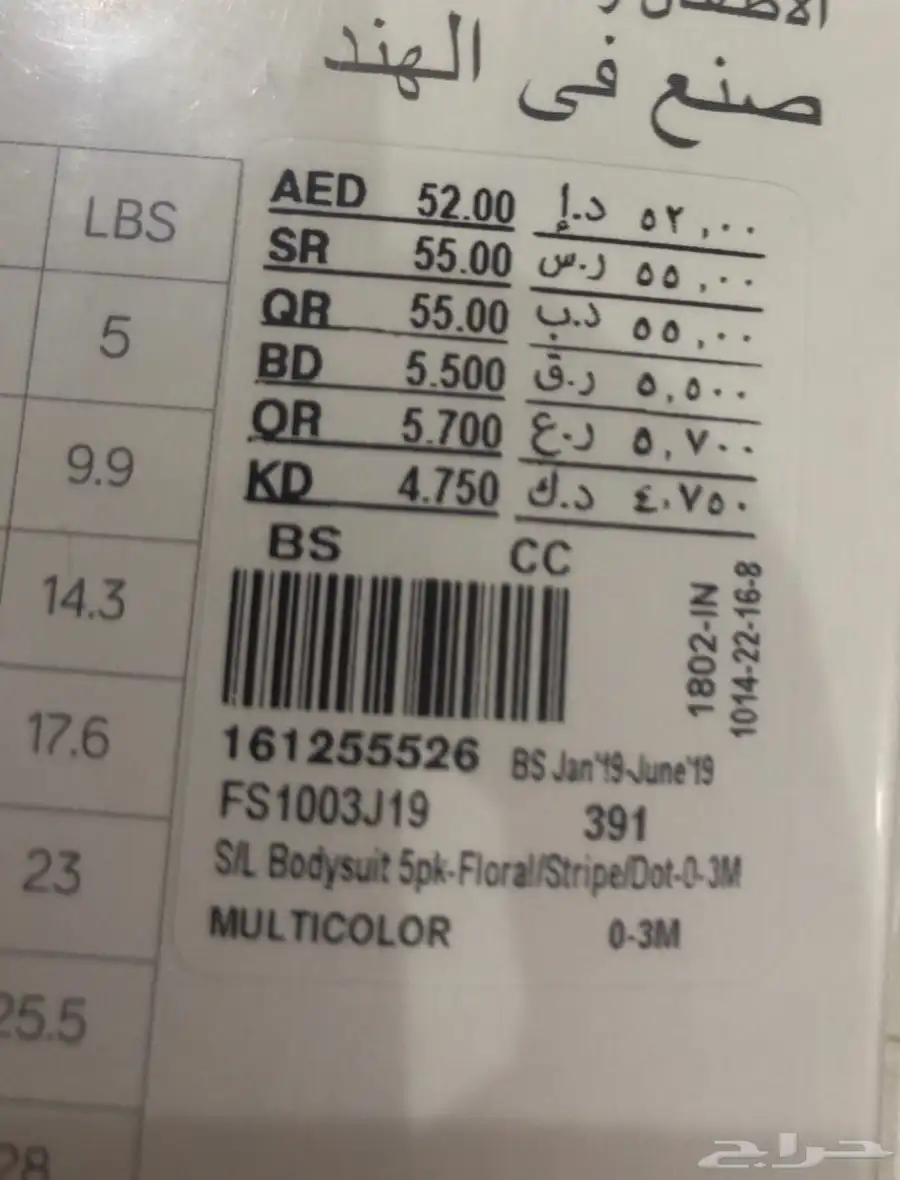 صنع في الهند
LBS
5
9.9
14.3
17.6
23
25.5
28
AED 52.00 د.إ ٥٢,٠٠
SR 55.00 ر.س ٥٥,٠٠
QR 55.00 د.ب ٥٥,٠٠
BD 5.500 ر.ق ٥,٥٠٠
OR 5.700 ر.ع ٥,٧٠٠
KD 4.750 د.ك ٤,٧٥٠
BS CC
1802-IN
1014-22-16-8
161255526 BS Jan'19-June'19
FS1003J19 391
S/L Bodysuit 5pk-Floral/Stripe/Dot-0-3M
MULTICOLOR 0-3M
حراج